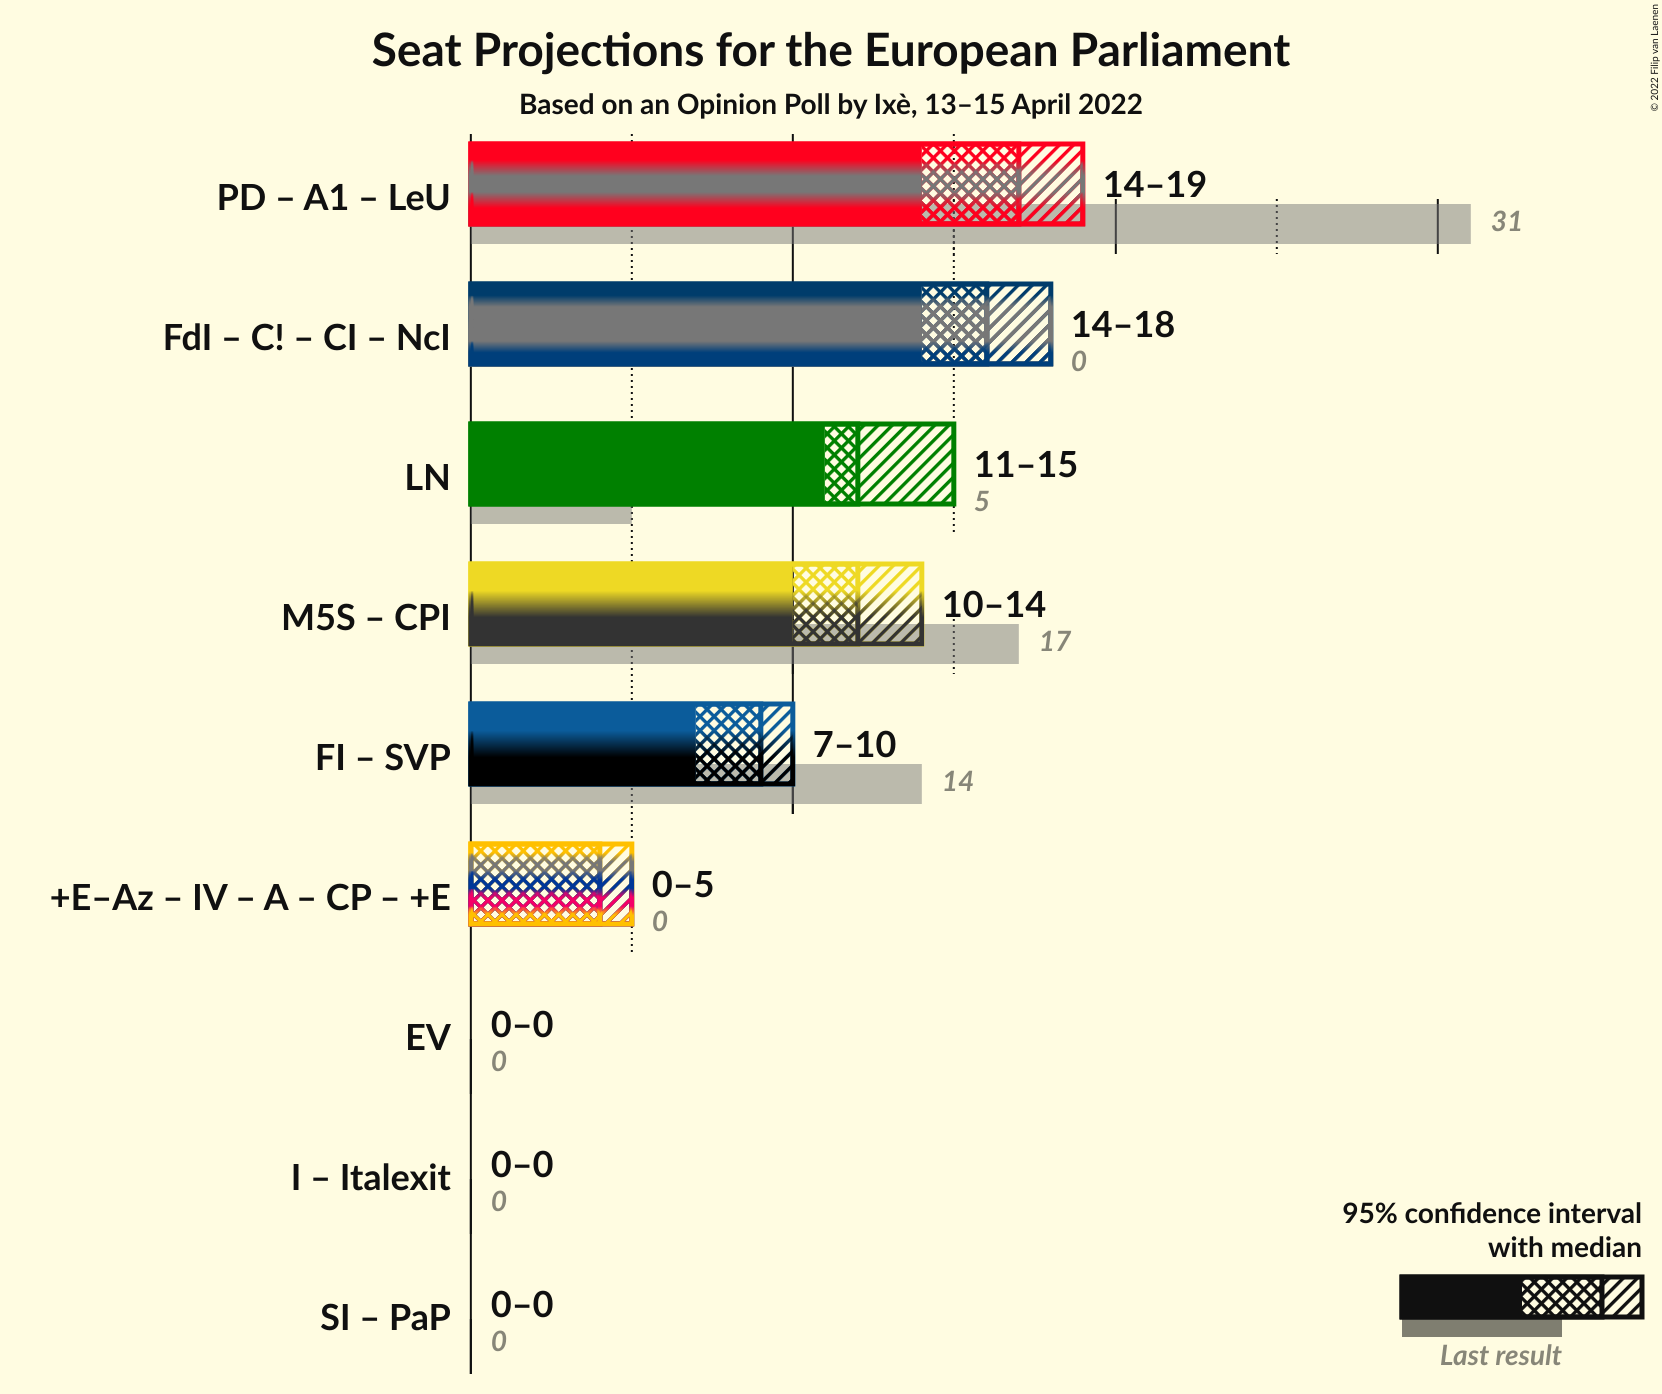 Seat Projections for the European Parliament
Based on an Opinion Poll by Ixè, 13–15 April 2022
© 2022 Filip van Laenen
PD – A1 – LeU
14–19
31
FdI – C! – CI – NcI
14–18
0
LN
11–15
5
M5S – CPI
10–14
17
FI – SVP
7–10
14
+E–Az – IV – A – CP – +E
0–5
0
EV
0–0
0
I – Italexit
0–0
0
SI – PaP
0–0
0
95% confidence interval
with median
Last result